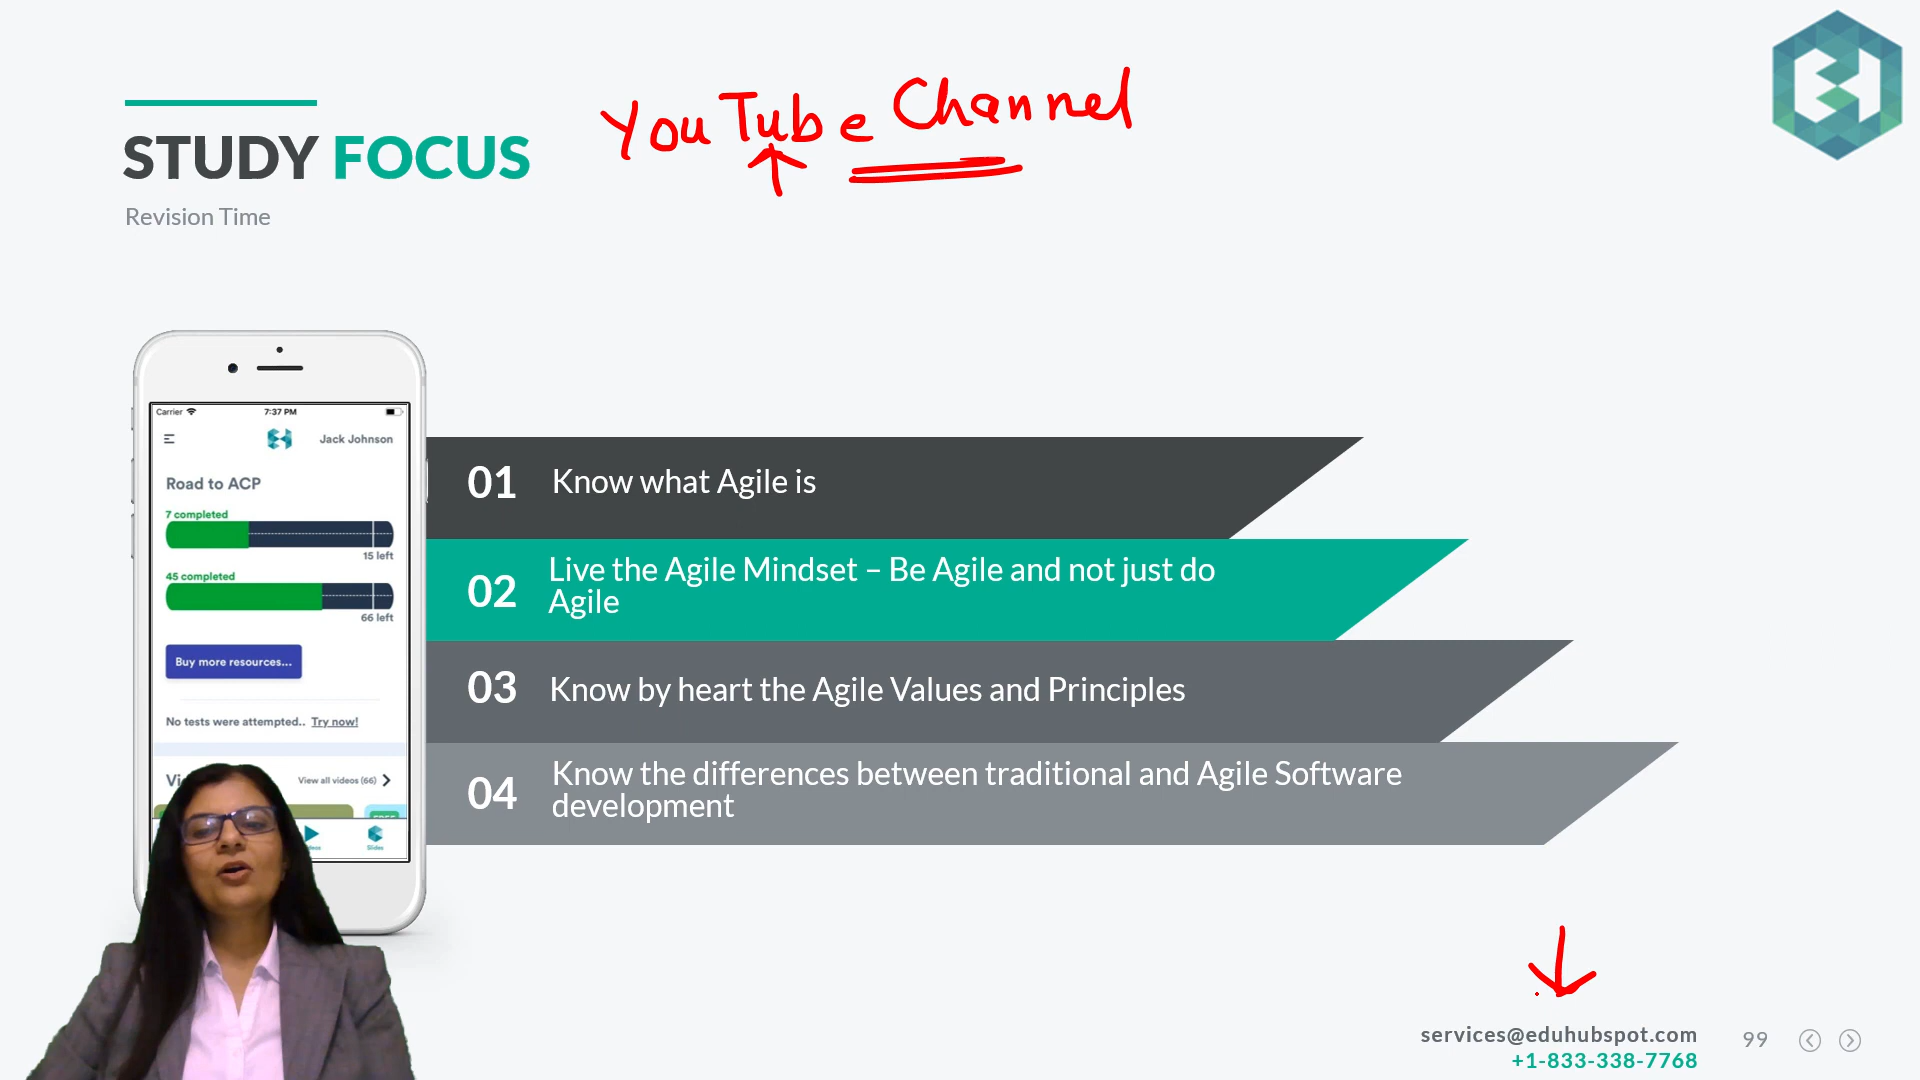 YouTube Channel
STUDY FOCUS
Revision Time
Carrier 7:37 PM
Jack Johnson
Road to ACP
7 completed
15 left
45 completed
66 left
Buy more resources...
No tests were attempted.. Try now!
View all videos (66)
Slides
01 Know what Agile is
02 Live the Agile Mindset – Be Agile and not just do
Agile
03 Know by heart the Agile Values and Principles
04 Know the differences between traditional and Agile Software
development
services@eduhubspot.com
+1-833-338-7768
99